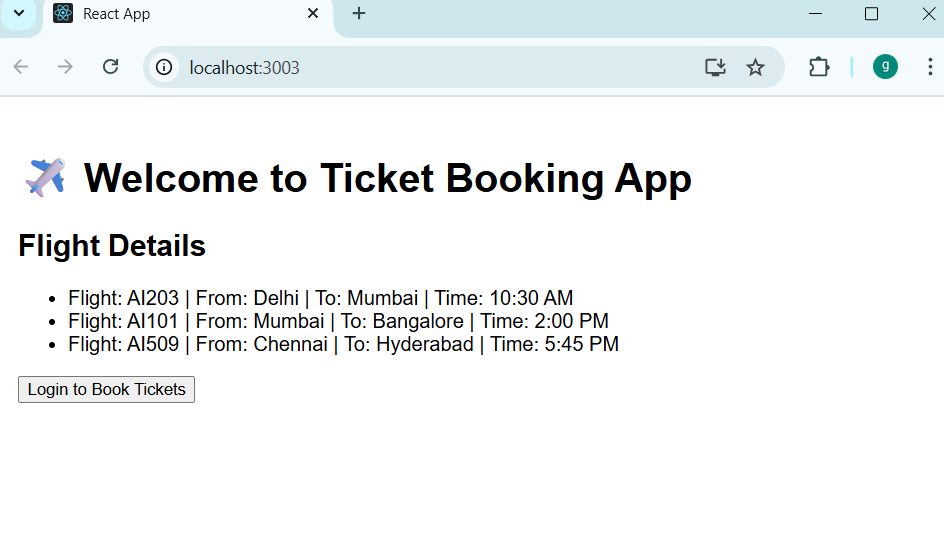 React App
localhost:3003
g
✈️ Welcome to Ticket Booking App
Flight Details
• Flight: AI203 | From: Delhi | To: Mumbai | Time: 10:30 AM
• Flight: AI101 | From: Mumbai | To: Bangalore | Time: 2:00 PM
• Flight: AI509 | From: Chennai | To: Hyderabad | Time: 5:45 PM
Login to Book Tickets